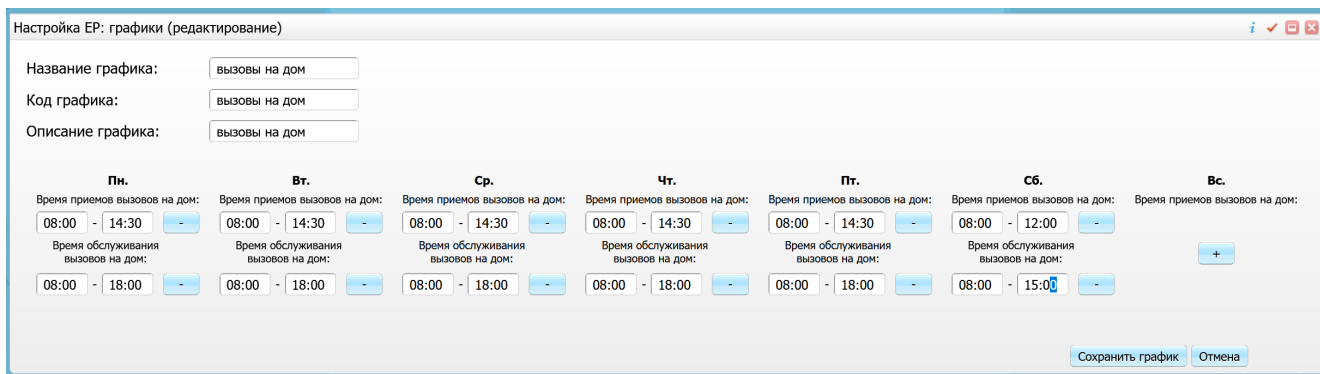 Настройка ЕР: графики (редактирование)
Название графика: вызовы на дом
Код графика: вызовы на дом
Описание графика: вызовы на дом
Пн. Вт. Ср. Чт. Пт. Сб. Вс.
Время приемов вызовов на дом: Время приемов вызовов на дом: Время приемов вызовов на дом: Время приемов вызовов на дом: Время приемов вызовов на дом: Время приемов вызовов на дом: Время приемов вызовов на дом:
08:00 - 14:30 - 08:00 - 14:30 - 08:00 - 14:30 - 08:00 - 14:30 - 08:00 - 14:30 - 08:00 - 12:00 -
Время обслуживания Время обслуживания Время обслуживания Время обслуживания Время обслуживания Время обслуживания
вызовов на дом: вызовов на дом: вызовов на дом: вызовов на дом: вызовов на дом: вызовов на дом: +
08:00 - 18:00 - 08:00 - 18:00 - 08:00 - 18:00 - 08:00 - 18:00 - 08:00 - 18:00 - 08:00 - 15:00 -
Сохранить график Отмена